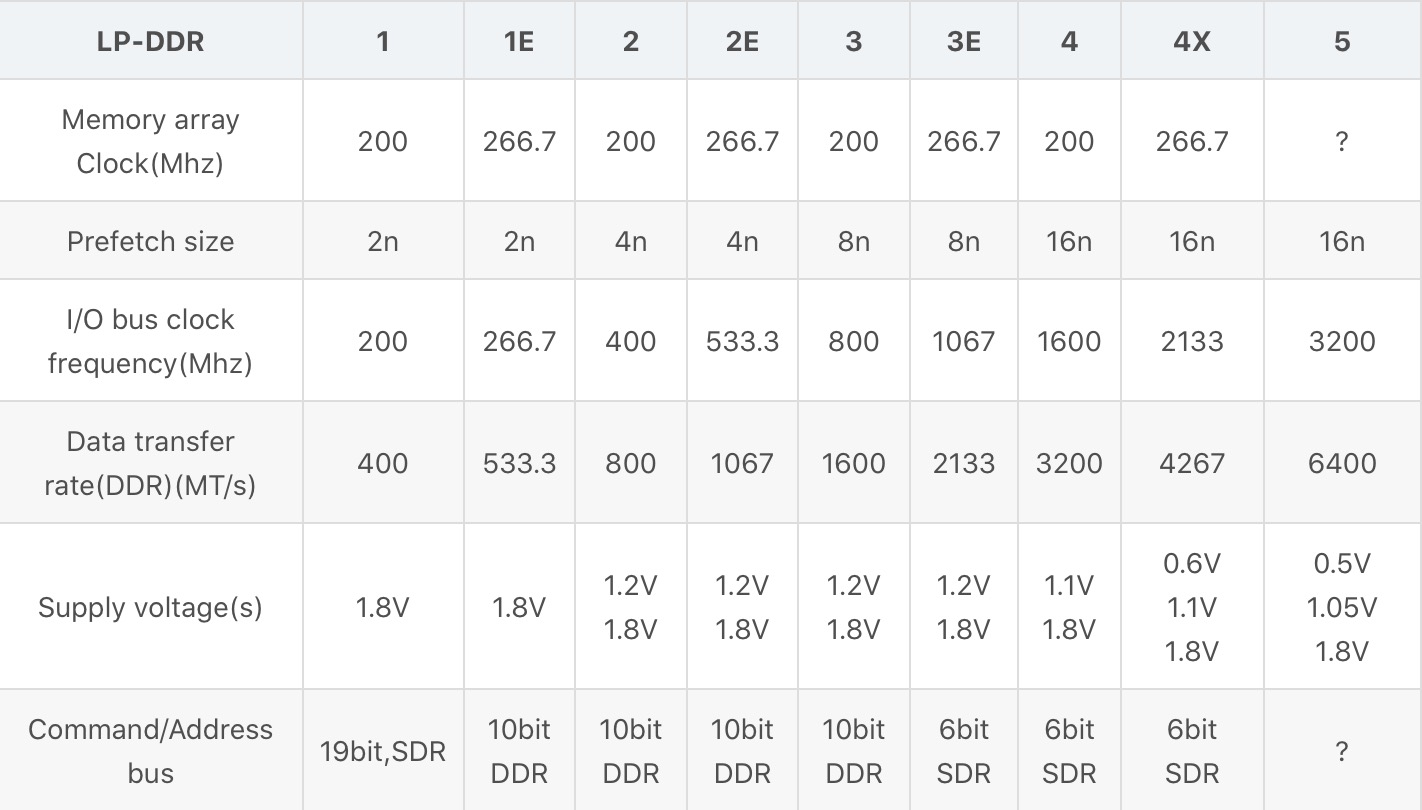 LP-DDR 1 1E 2 2E 3 3E 4 4X 5
Memory array
Clock(Mhz) 200 266.7 200 266.7 200 266.7 200 266.7 ?
Prefetch size 2n 2n 4n 4n 8n 8n 16n 16n 16n
I/O bus clock
frequency(Mhz) 200 266.7 400 533.3 800 1067 1600 2133 3200
Data transfer
rate(DDR)(MT/s) 400 533.3 800 1067 1600 2133 3200 4267 6400
Supply voltage(s) 1.8V 1.8V
1.2V
1.8V
1.2V
1.8V
1.2V
1.8V
1.2V
1.8V
1.1V
1.8V
0.6V
1.1V
1.8V
0.5V
1.05V
1.8V
Command/Address
bus
19bit,SDR
10bit
DDR
10bit
DDR
10bit
DDR
10bit
DDR
6bit
SDR
6bit
SDR
6bit
SDR
?